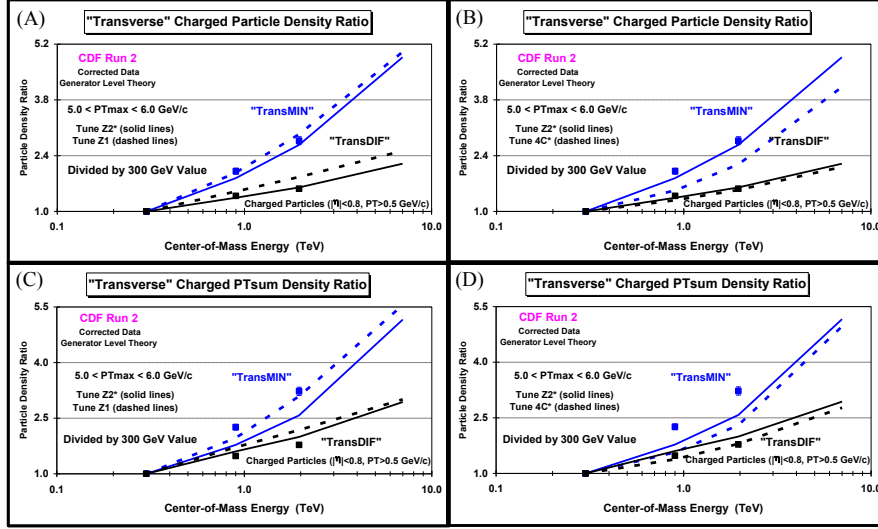 (A)
"Transverse" Charged Particle Density Ratio
5.2
3.8
2.4
1.0
Particle Density Ratio
CDF Run 2
Corrected Data
Generator Level Theory
5.0 < PTmax < 6.0 GeV/c
Tune Z2* (solid lines)
Tune Z1 (dashed lines)
Divided by 300 GeV Value
"TransMIN"
"TransDIF"
Charged Particles (|η|<0.8, PT>0.5 GeV/c)
0.1 1.0 10.0
Center-of-Mass Energy (TeV)
(B)
"Transverse" Charged Particle Density Ratio
5.2
3.8
2.4
1.0
Particle Density Ratio
CDF Run 2
Corrected Data
Generator Level Theory
5.0 < PTmax < 6.0 GeV/c
Tune Z2* (solid lines)
Tune 4C* (dashed lines)
Divided by 300 GeV Value
"TransMIN"
"TransDIF"
Charged Particles (|η|<0.8, PT>0.5 GeV/c)
0.1 1.0 10.0
Center-of-Mass Energy (TeV)
(C)
"Transverse" Charged PTsum Density Ratio
5.5
4.0
2.5
1.0
Particle Density Ratio
CDF Run 2
Corrected Data
Generator Level Theory
5.0 < PTmax < 6.0 GeV/c
Tune Z2* (solid lines)
Tune Z1 (dashed lines)
Divided by 300 GeV Value
"TransMIN"
"TransDIF"
Charged Particles (|η|<0.8, PT>0.5 GeV/c)
0.1 1.0 10.0
Center-of-Mass Energy (TeV)
(D)
"Transverse" Charged PTsum Density Ratio
5.5
4.0
2.5
1.0
Particle Density Ratio
CDF Run 2
Corrected Data
Generator Level Theory
5.0 < PTmax < 6.0 GeV/c
Tune Z2* (solid lines)
Tune 4C* (dashed lines)
Divided by 300 GeV Value
"TransMIN"
"TransDIF"
Charged Particles (|η|<0.8, PT>0.5 GeV/c)
0.1 1.0 10.0
Center-of-Mass Energy (TeV)